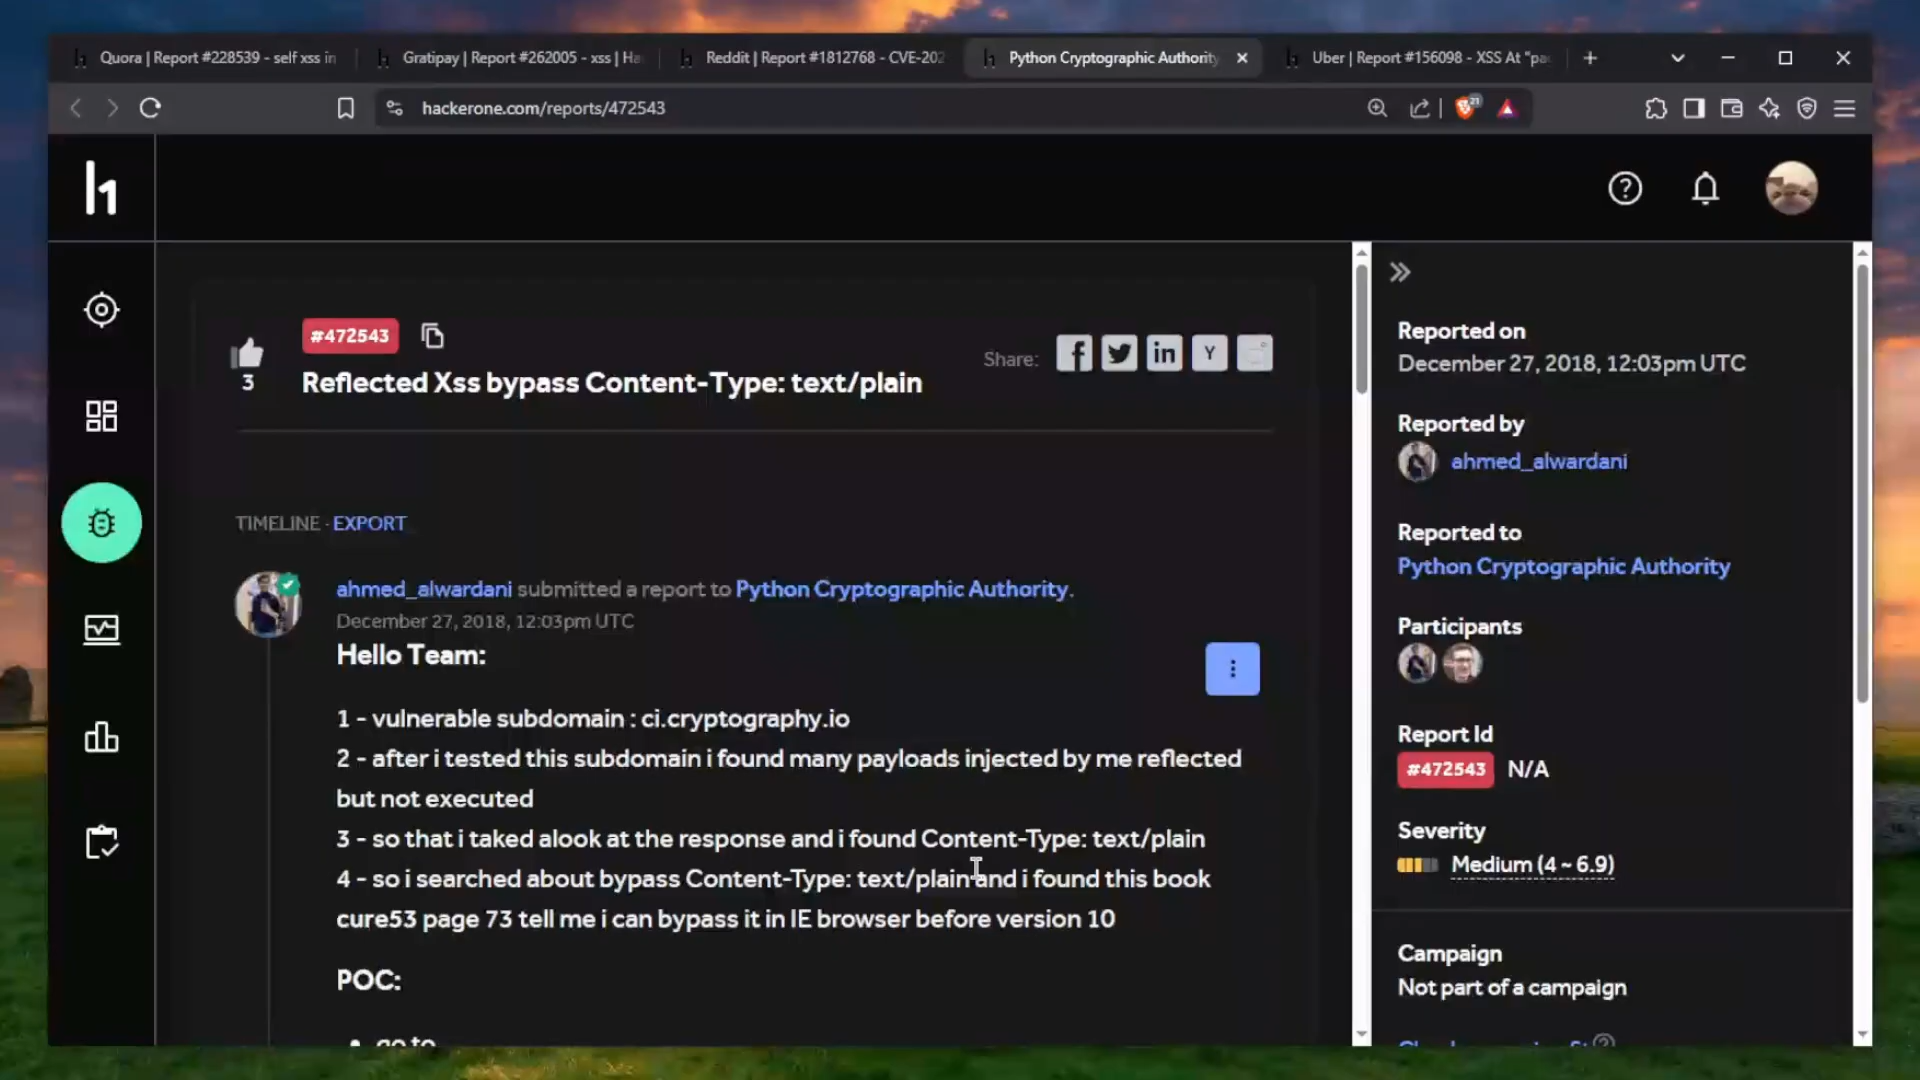 Quora | Report #228539 - self xss in
Gratipay | Report #262005 - xss | Ha
Reddit | Report #1812768 - CVE-202
Python Cryptographic Authority
Uber | Report #156098 - XSS At "pa
hackerone.com/reports/472543
21
h1
#472543
3
Reflected Xss bypass Content-Type: text/plain
Share:
TIMELINE · EXPORT
ahmed_alwardani submitted a report to Python Cryptographic Authority.
December 27, 2018, 12:03pm UTC
Hello Team:
1 - vulnerable subdomain : ci.cryptography.io
2 - after i tested this subdomain i found many payloads injected by me reflected
but not executed
3 - so that i taked alook at the response and i found Content-Type: text/plain
4 - so i searched about bypass Content-Type: text/plain and i found this book
cure53 page 73 tell me i can bypass it in IE browser before version 10
POC:
• go to
Reported on
December 27, 2018, 12:03pm UTC
Reported by
ahmed_alwardani
Reported to
Python Cryptographic Authority
Participants
Report Id
#472543 N/A
Severity
Medium (4 ~ 6.9)
Campaign
Not part of a campaign